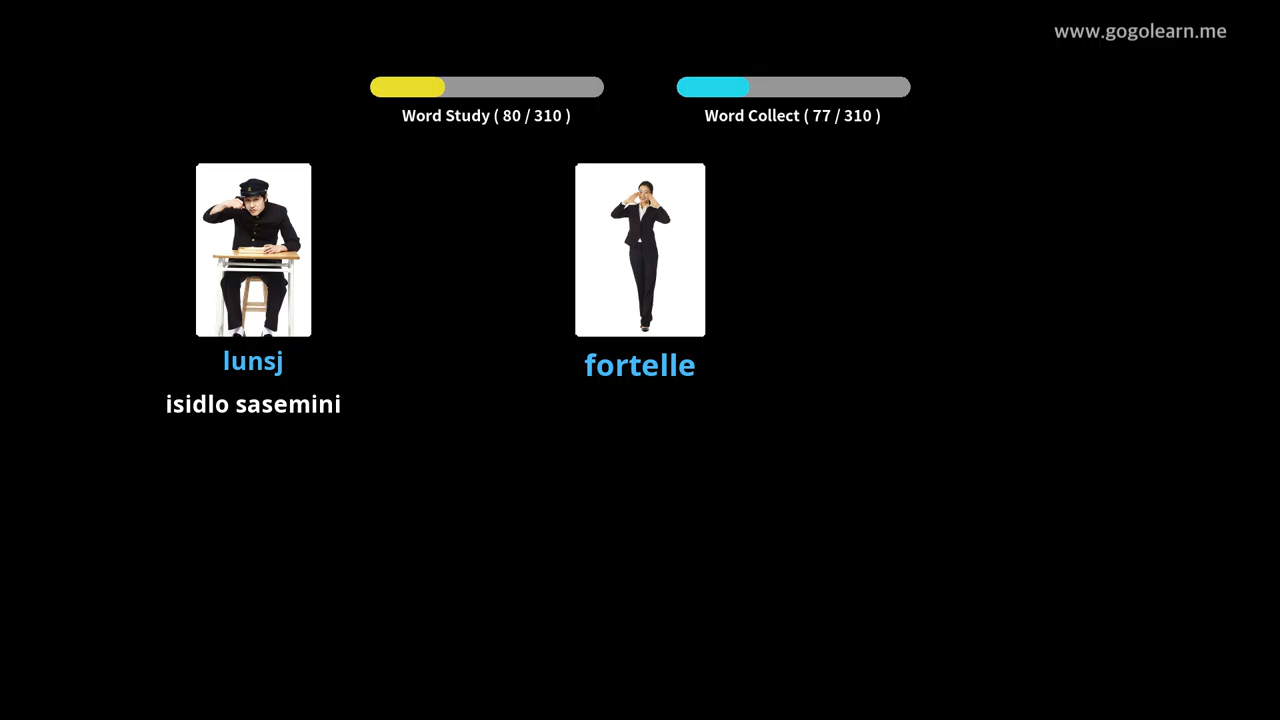 www.gogolearn.me
Word Study ( 80 / 310 )
Word Collect ( 77 / 310 )
lunsj
isidlo sasemini
fortelle